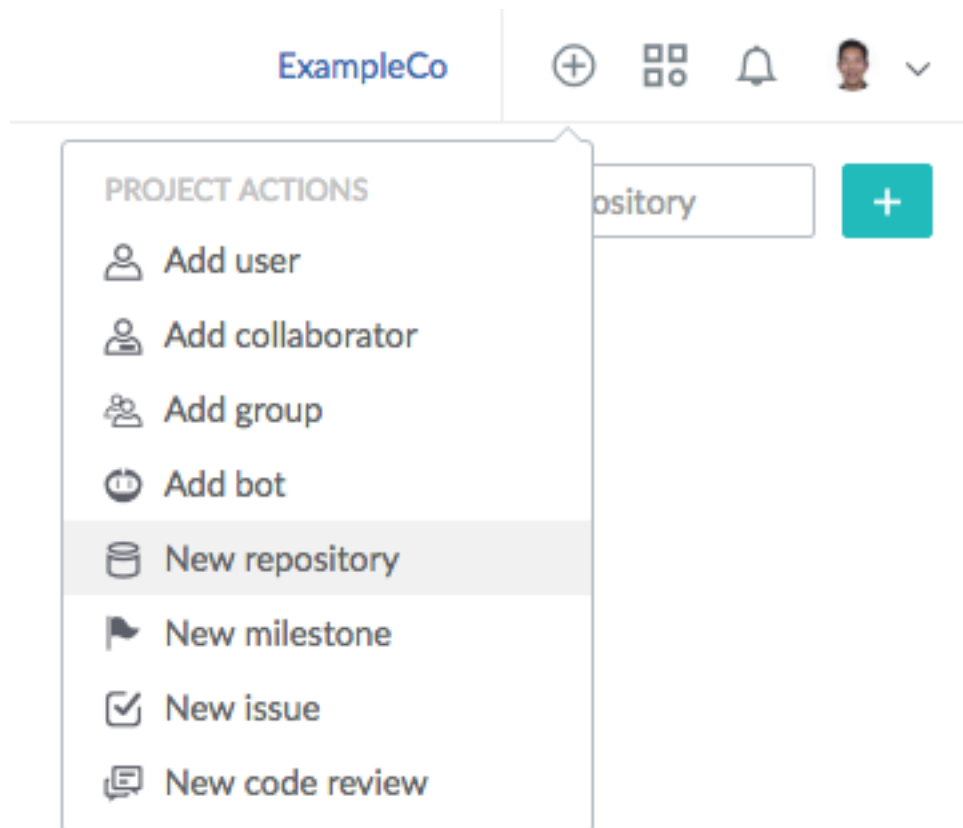 ExampleCo
PROJECT ACTIONS
ository
Add user
Add collaborator
Add group
Add bot
New repository
New milestone
New issue
New code review